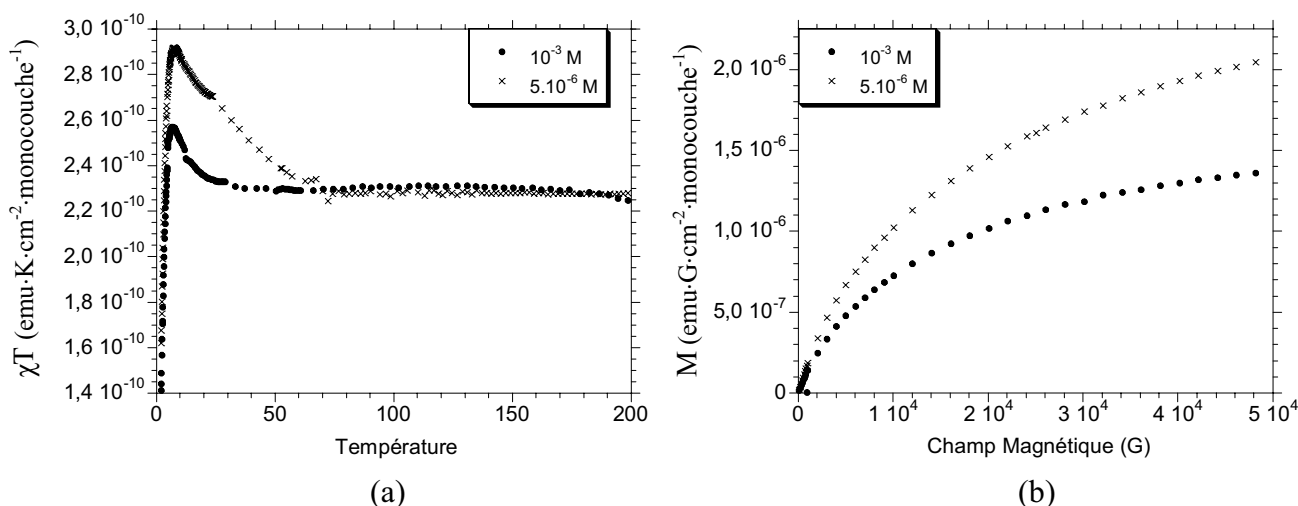 χT (emu·K·cm⁻²·monocouche⁻¹)
3,0 10⁻¹⁰
2,8 10⁻¹⁰
2,6 10⁻¹⁰
2,4 10⁻¹⁰
2,2 10⁻¹⁰
2,0 10⁻¹⁰
1,8 10⁻¹⁰
1,6 10⁻¹⁰
1,4 10⁻¹⁰
10⁻³ M
5.10⁻⁶ M
0 50 100 150 200
Température
(a)
M (emu·G·cm⁻²·monocouche⁻¹)
2,0 10⁻⁶
1,5 10⁻⁶
1,0 10⁻⁶
5,0 10⁻⁷
0
10⁻³ M
5.10⁻⁶ M
0 1 10⁴ 2 10⁴ 3 10⁴ 4 10⁴ 5 10⁴
Champ Magnétique (G)
(b)